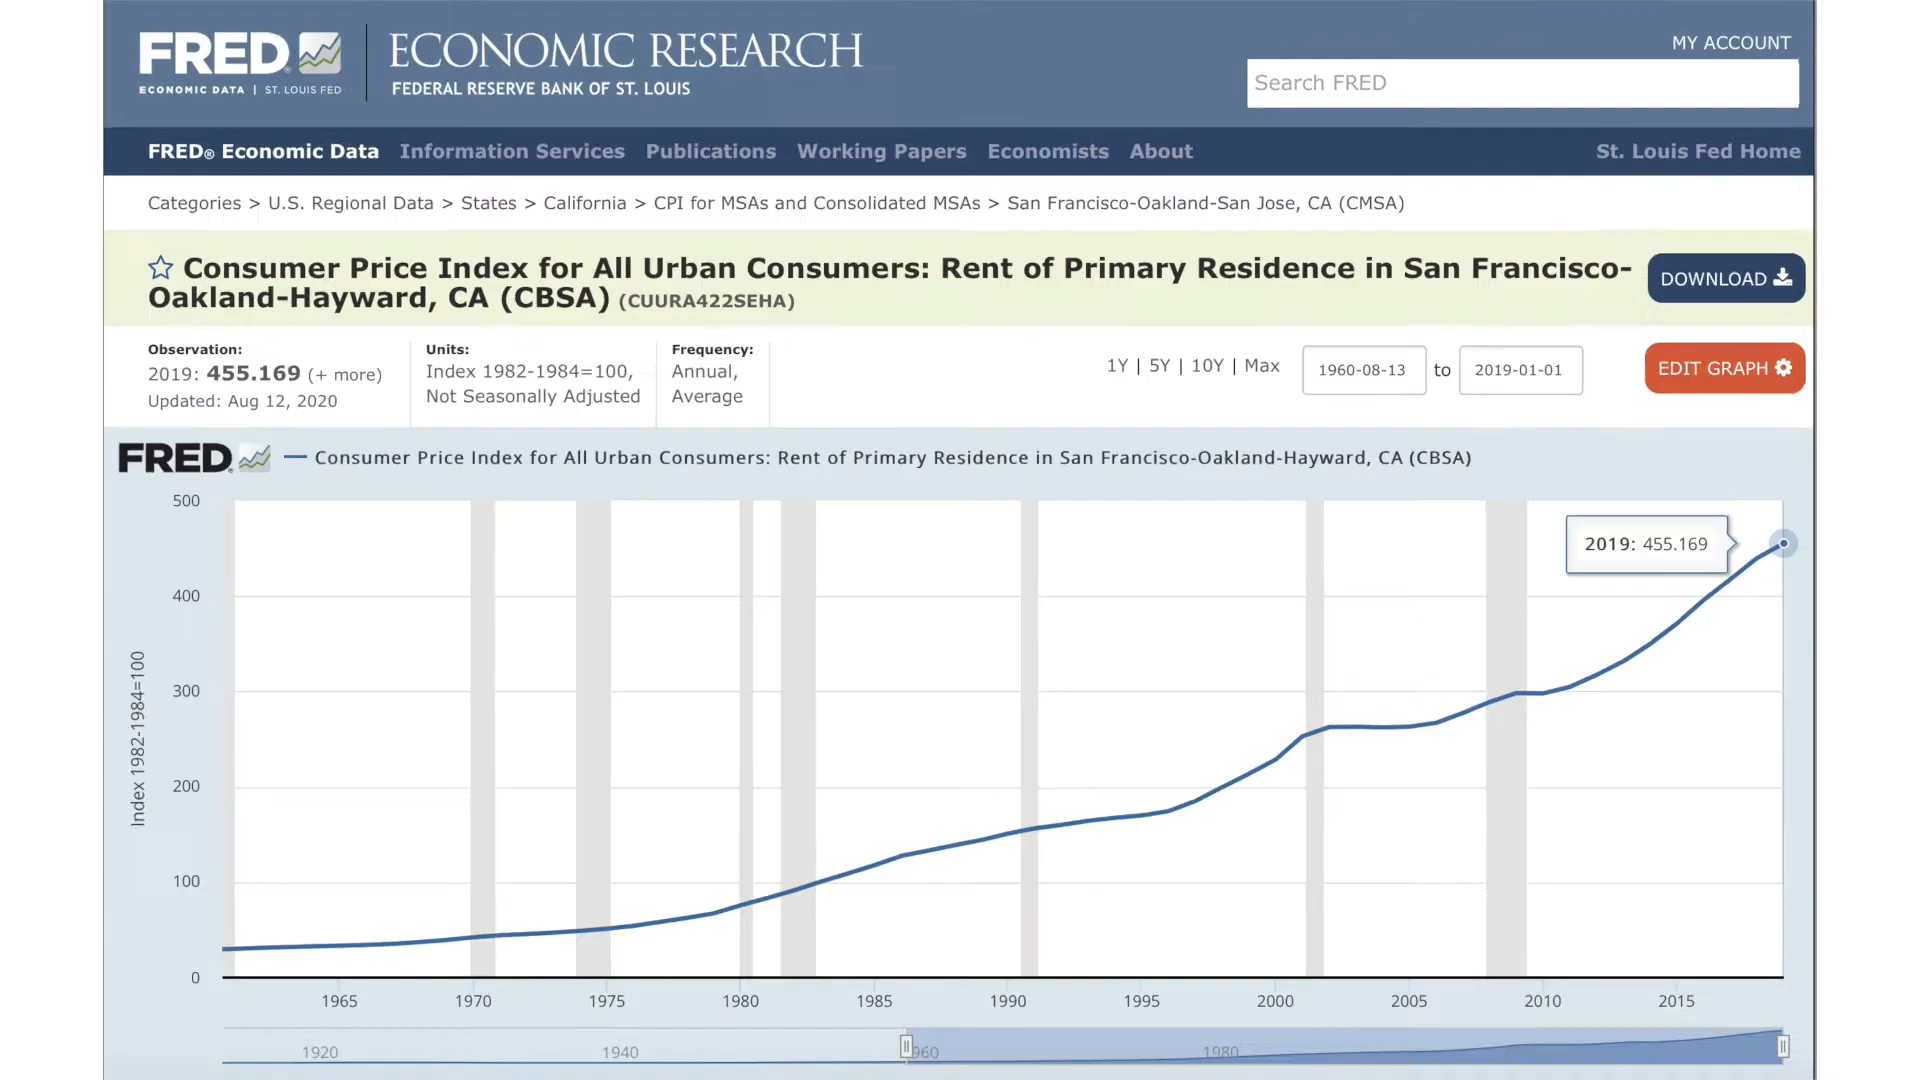 FRED® ECONOMIC RESEARCH
ECONOMIC DATA | ST. LOUIS FED
FEDERAL RESERVE BANK OF ST. LOUIS
MY ACCOUNT
Search FRED
FRED® Economic Data Information Services Publications Working Papers Economists About St. Louis Fed Home
Categories > U.S. Regional Data > States > California > CPI for MSAs and Consolidated MSAs > San Francisco-Oakland-San Jose, CA (CMSA)
Consumer Price Index for All Urban Consumers: Rent of Primary Residence in San Francisco-
Oakland-Hayward, CA (CBSA) (CUURA422SEHA)
DOWNLOAD
Observation:
2019: 455.169 (+ more)
Updated: Aug 12, 2020
Units:
Index 1982-1984=100,
Not Seasonally Adjusted
Frequency:
Annual,
Average
1Y | 5Y | 10Y | Max
1960-08-13 to 2019-01-01
EDIT GRAPH
FRED
Consumer Price Index for All Urban Consumers: Rent of Primary Residence in San Francisco-Oakland-Hayward, CA (CBSA)
500
400
300
200
100
0
Index 1982-1984=100
2019: 455.169
1965 1970 1975 1980 1985 1990 1995 2000 2005 2010 2015
1920 1940 960 1980